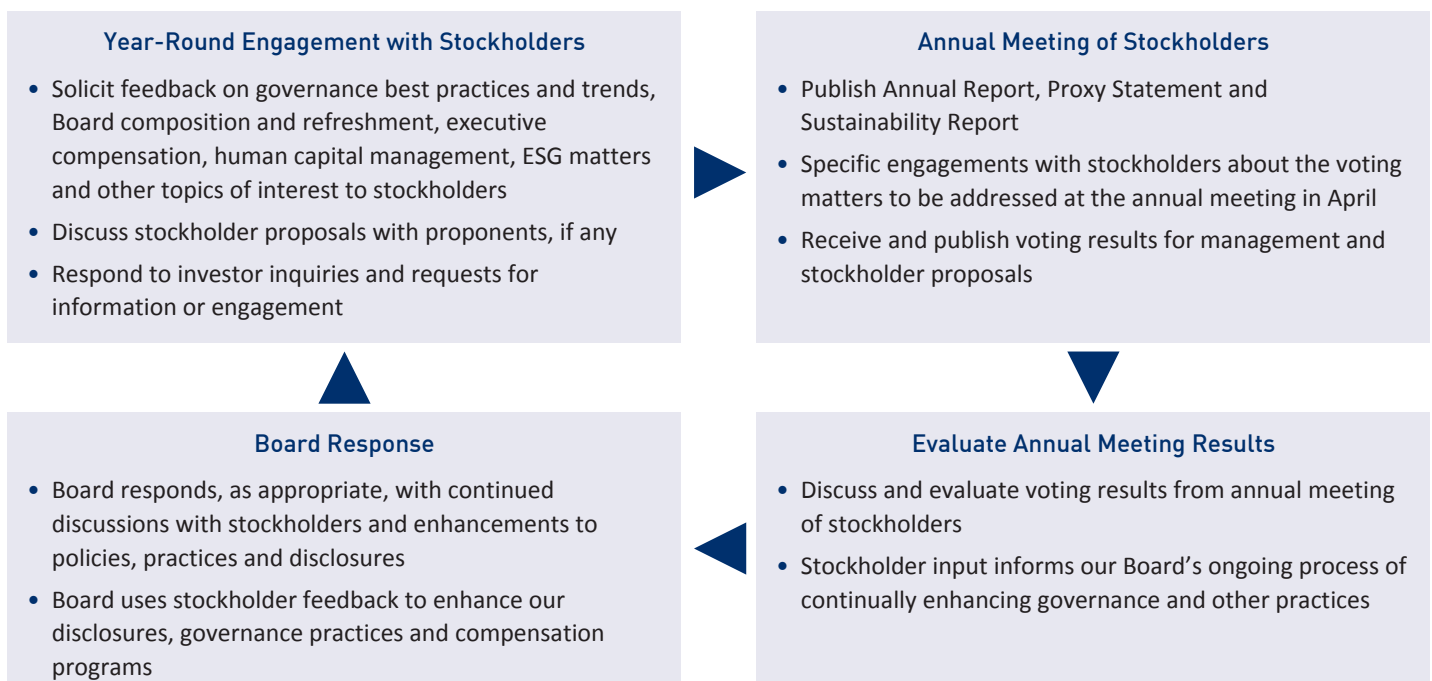 Year-Round Engagement with Stockholders
• Solicit feedback on governance best practices and trends,
Board composition and refreshment, executive
compensation, human capital management, ESG matters
and other topics of interest to stockholders
• Discuss stockholder proposals with proponents, if any
• Respond to investor inquiries and requests for
information or engagement
Annual Meeting of Stockholders
• Publish Annual Report, Proxy Statement and
Sustainability Report
• Specific engagements with stockholders about the voting
matters to be addressed at the annual meeting in April
• Receive and publish voting results for management and
stockholder proposals
Board Response
• Board responds, as appropriate, with continued
discussions with stockholders and enhancements to
policies, practices and disclosures
• Board uses stockholder feedback to enhance our
disclosures, governance practices and compensation
programs
Evaluate Annual Meeting Results
• Discuss and evaluate voting results from annual meeting
of stockholders
• Stockholder input informs our Board's ongoing process of
continually enhancing governance and other practices